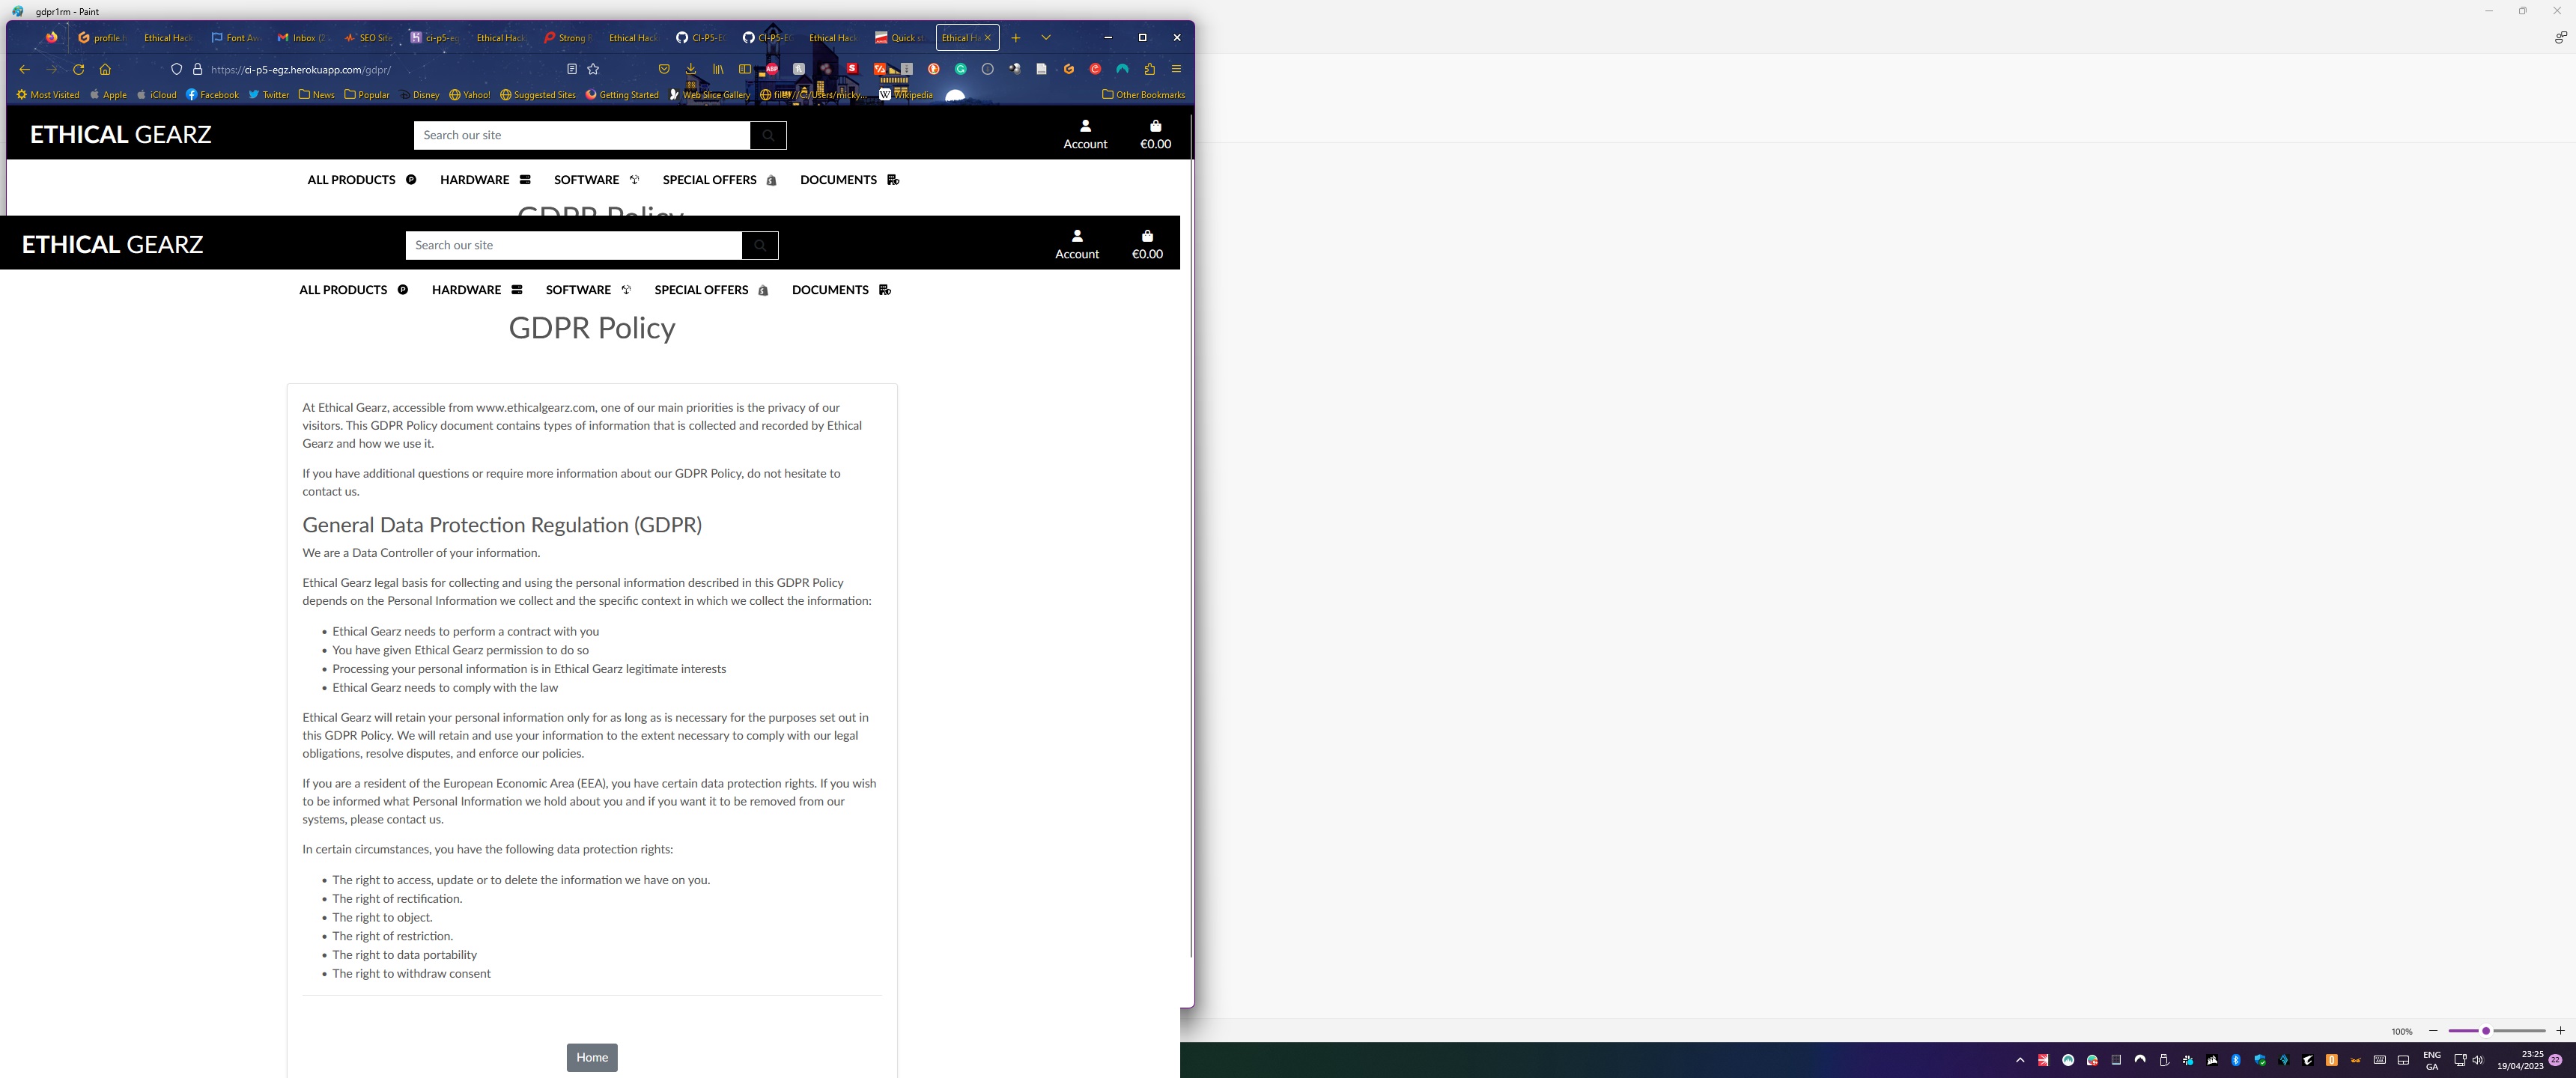 gdpr1rm - Paint
profile.h
Ethical Hack
Font Aw
Inbox (2
SEO Site
ci-p5-eg
Ethical Hack
Strong
Ethical Hack
CI-P5-EG
CI-P5-EG
Ethical Hack
Quick st
Ethical Ha
https://ci-p5-egz.herokuapp.com/gdpr/
Most Visited Apple iCloud Facebook Twitter News Popular Disney Yahoo! Suggested Sites Getting Started Web Slice Gallery file:///C:/Users/micky... Wikipedia Other Bookmarks
ETHICAL GEARZ
Search our site
Account
€0.00
ALL PRODUCTS HARDWARE SOFTWARE SPECIAL OFFERS DOCUMENTS
GDPR Policy
ETHICAL GEARZ
Search our site
Account
€0.00
ALL PRODUCTS HARDWARE SOFTWARE SPECIAL OFFERS DOCUMENTS
GDPR Policy
At Ethical Gearz, accessible from www.ethicalgearz.com, one of our main priorities is the privacy of our
visitors. This GDPR Policy document contains types of information that is collected and recorded by Ethical
Gearz and how we use it.
If you have additional questions or require more information about our GDPR Policy, do not hesitate to
contact us.
General Data Protection Regulation (GDPR)
We are a Data Controller of your information.
Ethical Gearz legal basis for collecting and using the personal information described in this GDPR Policy
depends on the Personal Information we collect and the specific context in which we collect the information:
• Ethical Gearz needs to perform a contract with you
• You have given Ethical Gearz permission to do so
• Processing your personal information is in Ethical Gearz legitimate interests
• Ethical Gearz needs to comply with the law
Ethical Gearz will retain your personal information only for as long as is necessary for the purposes set out in
this GDPR Policy. We will retain and use your information to the extent necessary to comply with our legal
obligations, resolve disputes, and enforce our policies.
If you are a resident of the European Economic Area (EEA), you have certain data protection rights. If you wish
to be informed what Personal Information we hold about you and if you want it to be removed from our
systems, please contact us.
In certain circumstances, you have the following data protection rights:
• The right to access, update or to delete the information we have on you.
• The right of rectification.
• The right to object.
• The right of restriction.
• The right to data portability
• The right to withdraw consent
Home
100%
ENG
GA
23:25
19/04/2023
22